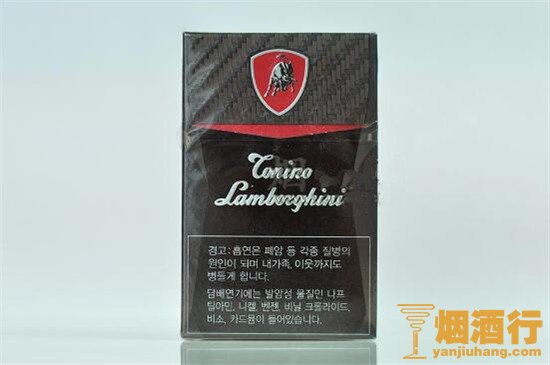 Tonino
Lamborghini
경고: 흡연은 폐암 등 각종 질병의
원인이 되며 내가족, 이웃까지도
병들게 합니다.
담배연기에는 발암성 물질인 나프
틸아민, 니켈, 벤젠, 비닐 크롤라이드,
비소, 카드뮴이 들어있습니다.
烟酒行
yanjiuhang.com